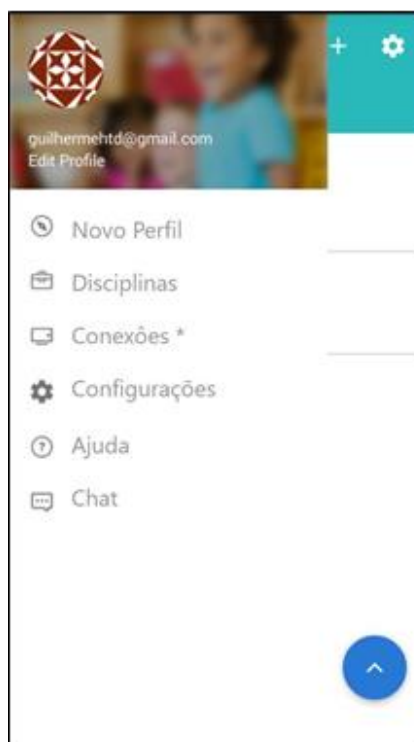 guilhermehtd@gmail.com
Edit Profile
Novo Perfil
Disciplinas
Conexões *
Configurações
Ajuda
Chat